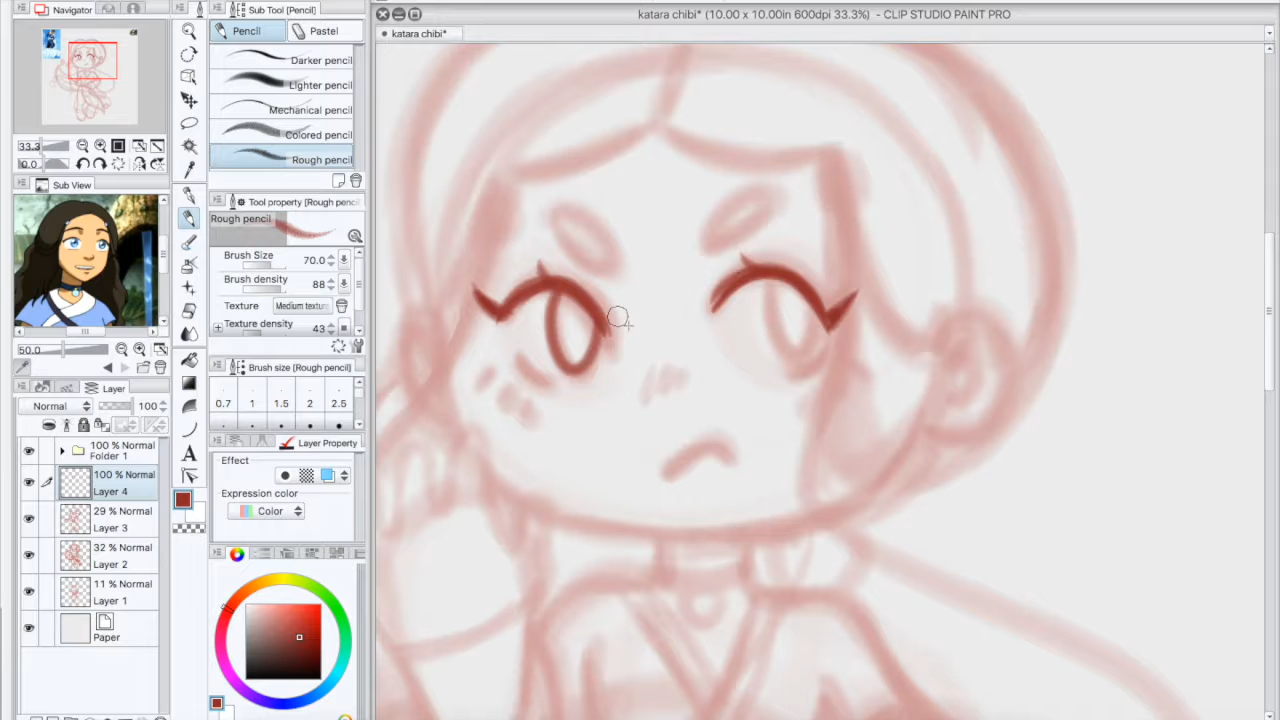 Navigator
33.3
0.0
Sub View
50.0
Layer
Normal
100
100 % Normal
Folder 1
100 % Normal
Layer 4
29 % Normal
Layer 3
32 % Normal
Layer 2
11 % Normal
Layer 1
Paper
Sub Tool [Pencil]
Pencil
Pastel
Darker pencil
Lighter pencil
Mechanical pencil
Colored pencil
Rough pencil
Tool property [Rough penci
Rough pencil
Brush Size
70.0
Brush density
88
Texture
Medium texture
Texture density
43
Brush size [Rough pencil]
0.7
1
1.5
2
2.5
Layer Property
Effect
Expression color
Color
katara chibi* (10.00 x 10.00in 600dpi 33.3%) - CLIP STUDIO PAINT PRO
katara chibi*